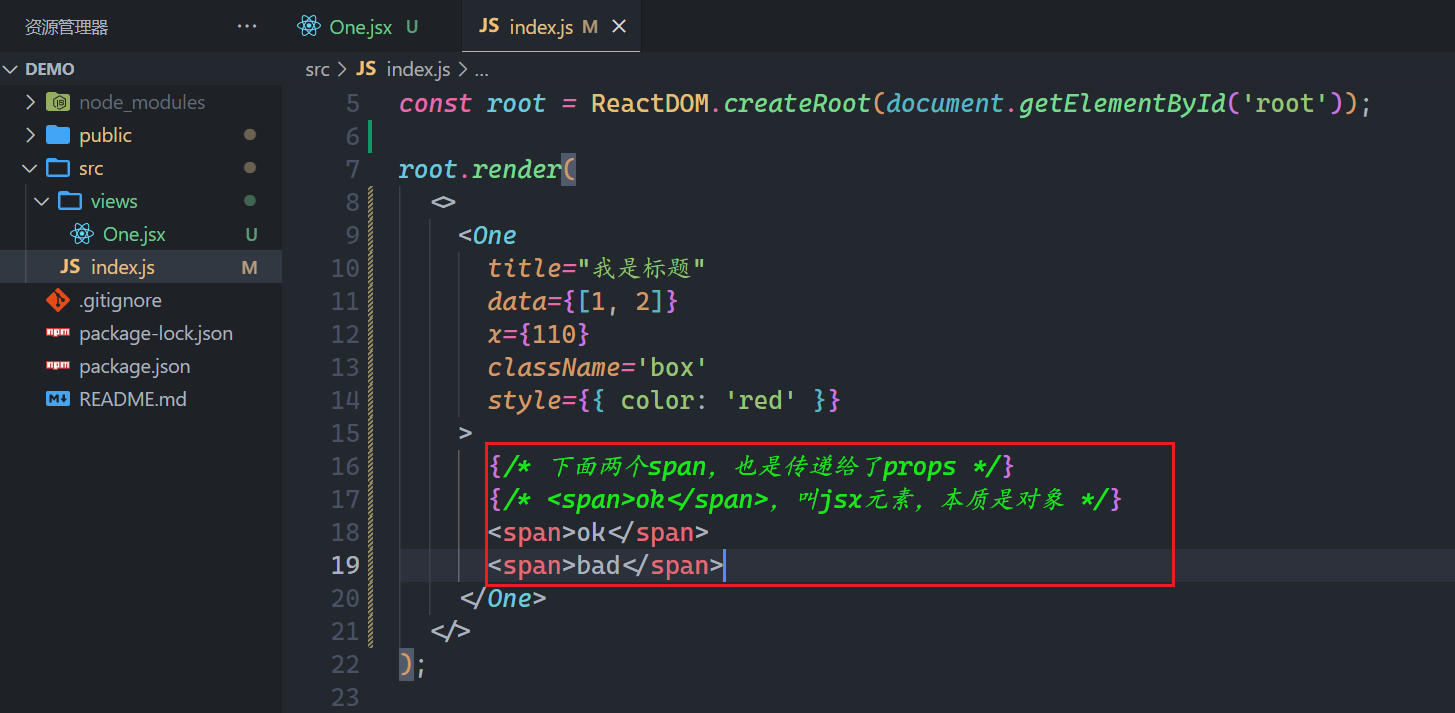 资源管理器 ···
One.jsx U
JS index.js M ×
DEMO
node_modules
public
src
views
One.jsx U
JS index.js M
.gitignore
package-lock.json
package.json
README.md
src > JS index.js > ...
5 const root = ReactDOM.createRoot(document.getElementById('root'));
6
7 root.render(
8 <>
9 <One
10 title="我是标题"
11 data={[1, 2]}
12 x={110}
13 className='box'
14 style={{ color: 'red' }}
15 >
16 {/* 下面两个span，也是传递给了props */}
17 {/* <span>ok</span>，叫jsx元素，本质是对象 */}
18 <span>ok</span>
19 <span>bad</span>
20 </One>
21 </>
22 );
23